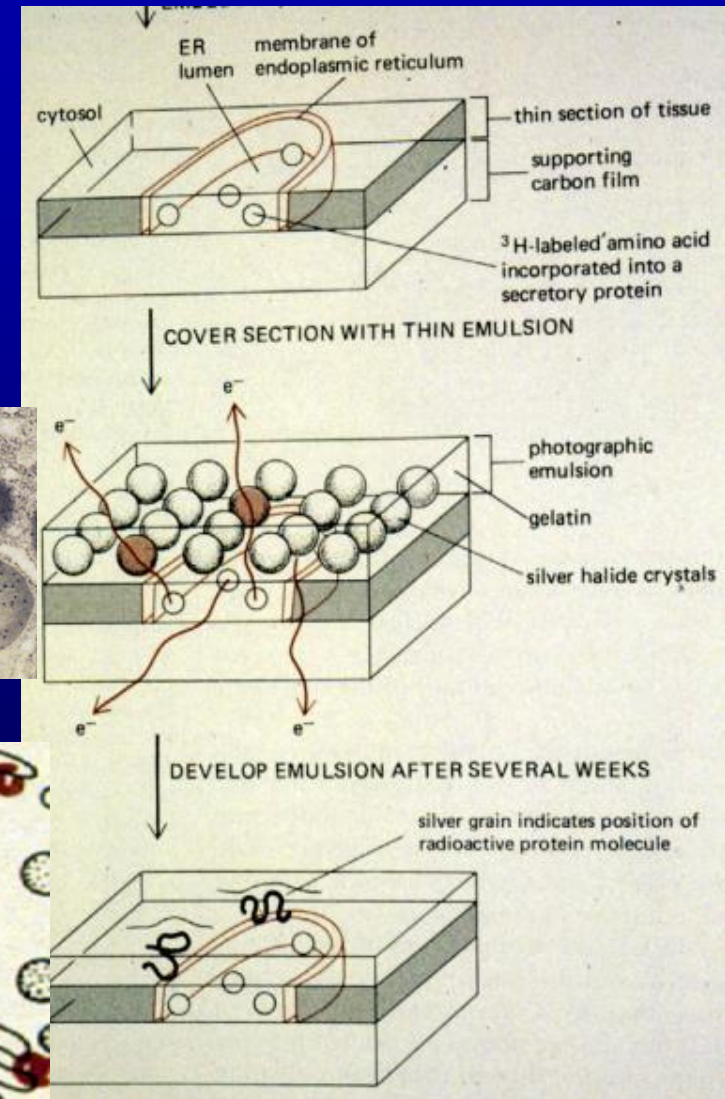 ER
lumen
membrane of
endoplasmic reticulum
cytosol
thin section of tissue
supporting
carbon film
³H-labeled amino acid
incorporated into a
secretory protein
COVER SECTION WITH THIN EMULSION
e⁻
e⁻
photographic
emulsion
gelatin
silver halide crystals
e⁻
e⁻
DEVELOP EMULSION AFTER SEVERAL WEEKS
silver grain indicates position of
radioactive protein molecule